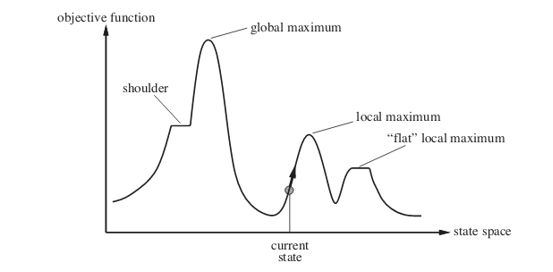 objective function
global maximum
shoulder
local maximum
“flat” local maximum
state space
current
state